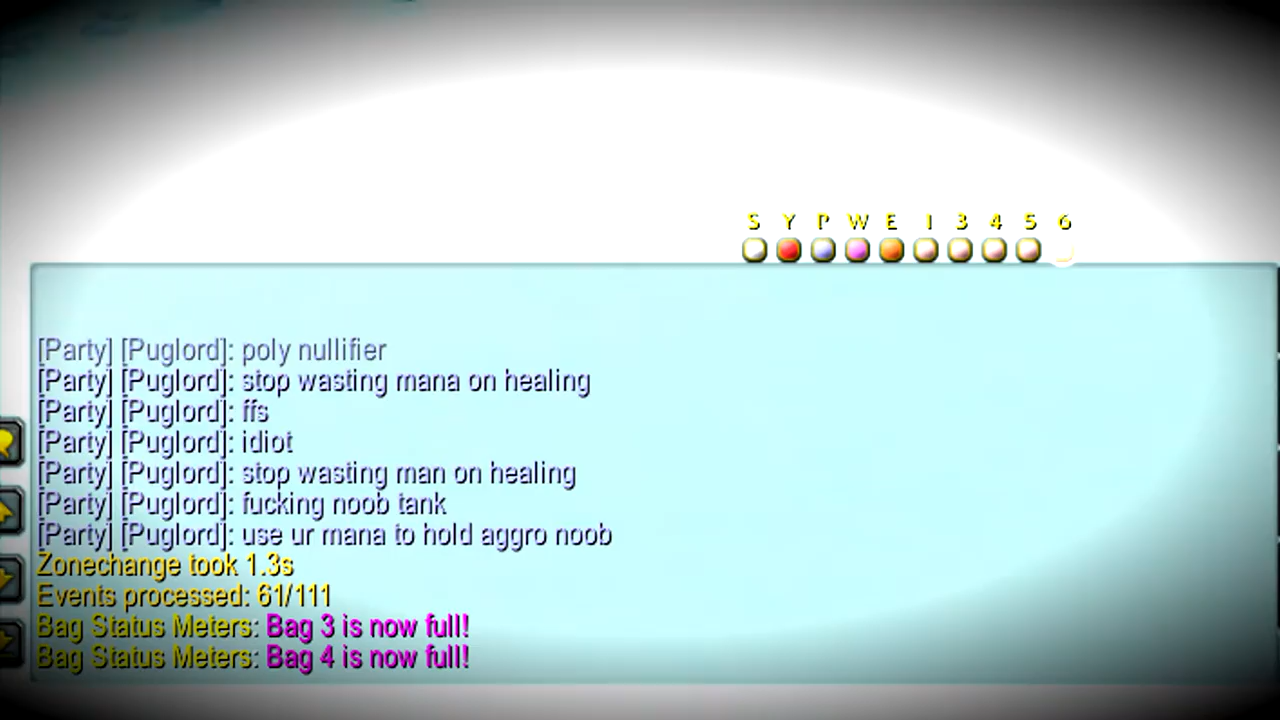 S Y P W E 1 3 4 5 6
[Party] [Puglord]: poly nullifier
[Party] [Puglord]: stop wasting mana on healing
[Party] [Puglord]: ffs
[Party] [Puglord]: idiot
[Party] [Puglord]: stop wasting man on healing
[Party] [Puglord]: fucking noob tank
[Party] [Puglord]: use ur mana to hold aggro noob
Zonechange took 1.3s
Events processed: 61/111
Bag Status Meters: Bag 3 is now full!
Bag Status Meters: Bag 4 is now full!